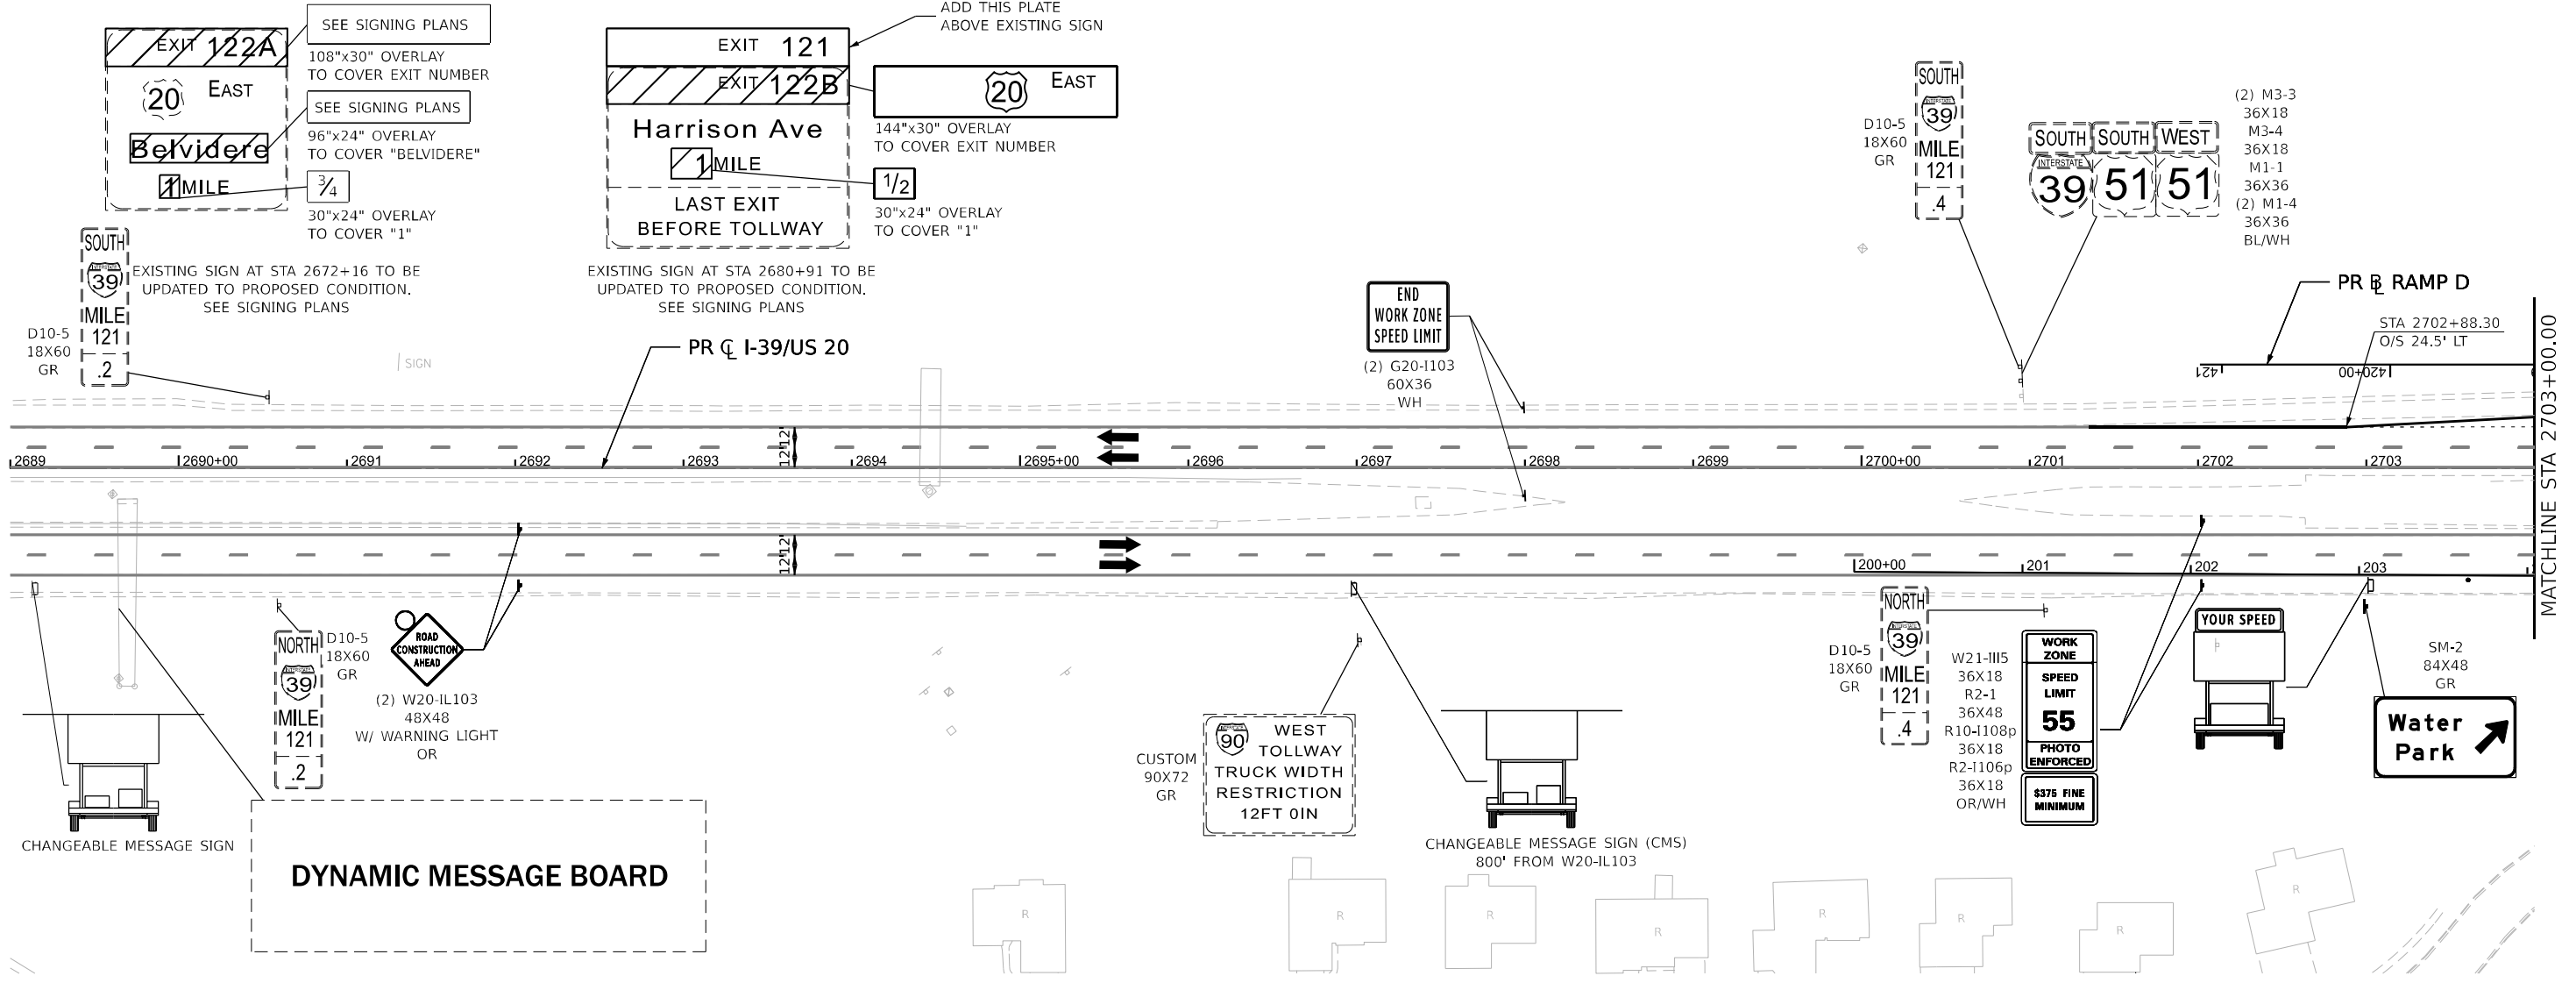 EXIT 122A
20 EAST
Belvidere
1 MILE
SEE SIGNING PLANS
108"x30" OVERLAY
TO COVER EXIT NUMBER
SEE SIGNING PLANS
96"x24" OVERLAY
TO COVER "BELVIDERE"
3/4
30"x24" OVERLAY
TO COVER "1"
EXISTING SIGN AT STA 2672+16 TO BE
UPDATED TO PROPOSED CONDITION.
SEE SIGNING PLANS
ADD THIS PLATE
ABOVE EXISTING SIGN
EXIT 121
EXIT 122B
Harrison Ave
1 MILE
LAST EXIT
BEFORE TOLLWAY
20 EAST
144"x30" OVERLAY
TO COVER EXIT NUMBER
1/2
30"x24" OVERLAY
TO COVER "1"
EXISTING SIGN AT STA 2680+91 TO BE
UPDATED TO PROPOSED CONDITION.
SEE SIGNING PLANS
D10-5
18X60
GR
SOUTH
INTERSTATE
39
MILE
121
.2
SIGN
PR CL I-39/US 20
END
WORK ZONE
SPEED LIMIT
(2) G20-I103
60X36
WH
D10-5
18X60
GR
SOUTH
INTERSTATE
39
MILE
121
.4
SOUTH SOUTH WEST
INTERSTATE
39 51 51
(2) M3-3
36X18
M3-4
36X18
M1-1
36X36
(2) M1-4
36X36
BL/WH
PR BL RAMP D
STA 2702+88.30
O/S 24.5' LT
421 420+00
MATCHLINE STA 2703+00.00
12' 12'
2689 2690+00 2691 2692 2693 2694 2695+00 2696 2697 2698 2699 2700+00 2701 2702 2703
12' 12'
200+00 201 202 203
CHANGEABLE MESSAGE SIGN
DYNAMIC MESSAGE BOARD
NORTH
INTERSTATE
39
MILE
121
.2
D10-5
18X60
GR
ROAD
CONSTRUCTION
AHEAD
(2) W20-IL103
48X48
W/ WARNING LIGHT
OR
CUSTOM
90X72
GR
INTERSTATE
90 WEST
TOLLWAY
TRUCK WIDTH
RESTRICTION
12FT 0IN
CHANGEABLE MESSAGE SIGN (CMS)
800' FROM W20-IL103
D10-5
18X60
GR
NORTH
INTERSTATE
39
MILE
121
.4
W21-III5
36X18
R2-1
36X48
R10-I108p
36X18
R2-I106p
36X18
OR/WH
WORK
ZONE
SPEED
LIMIT
55
PHOTO
ENFORCED
$375 FINE
MINIMUM
YOUR SPEED
SM-2
84X48
GR
Water
Park
R
R
R
R
R
R
R
R